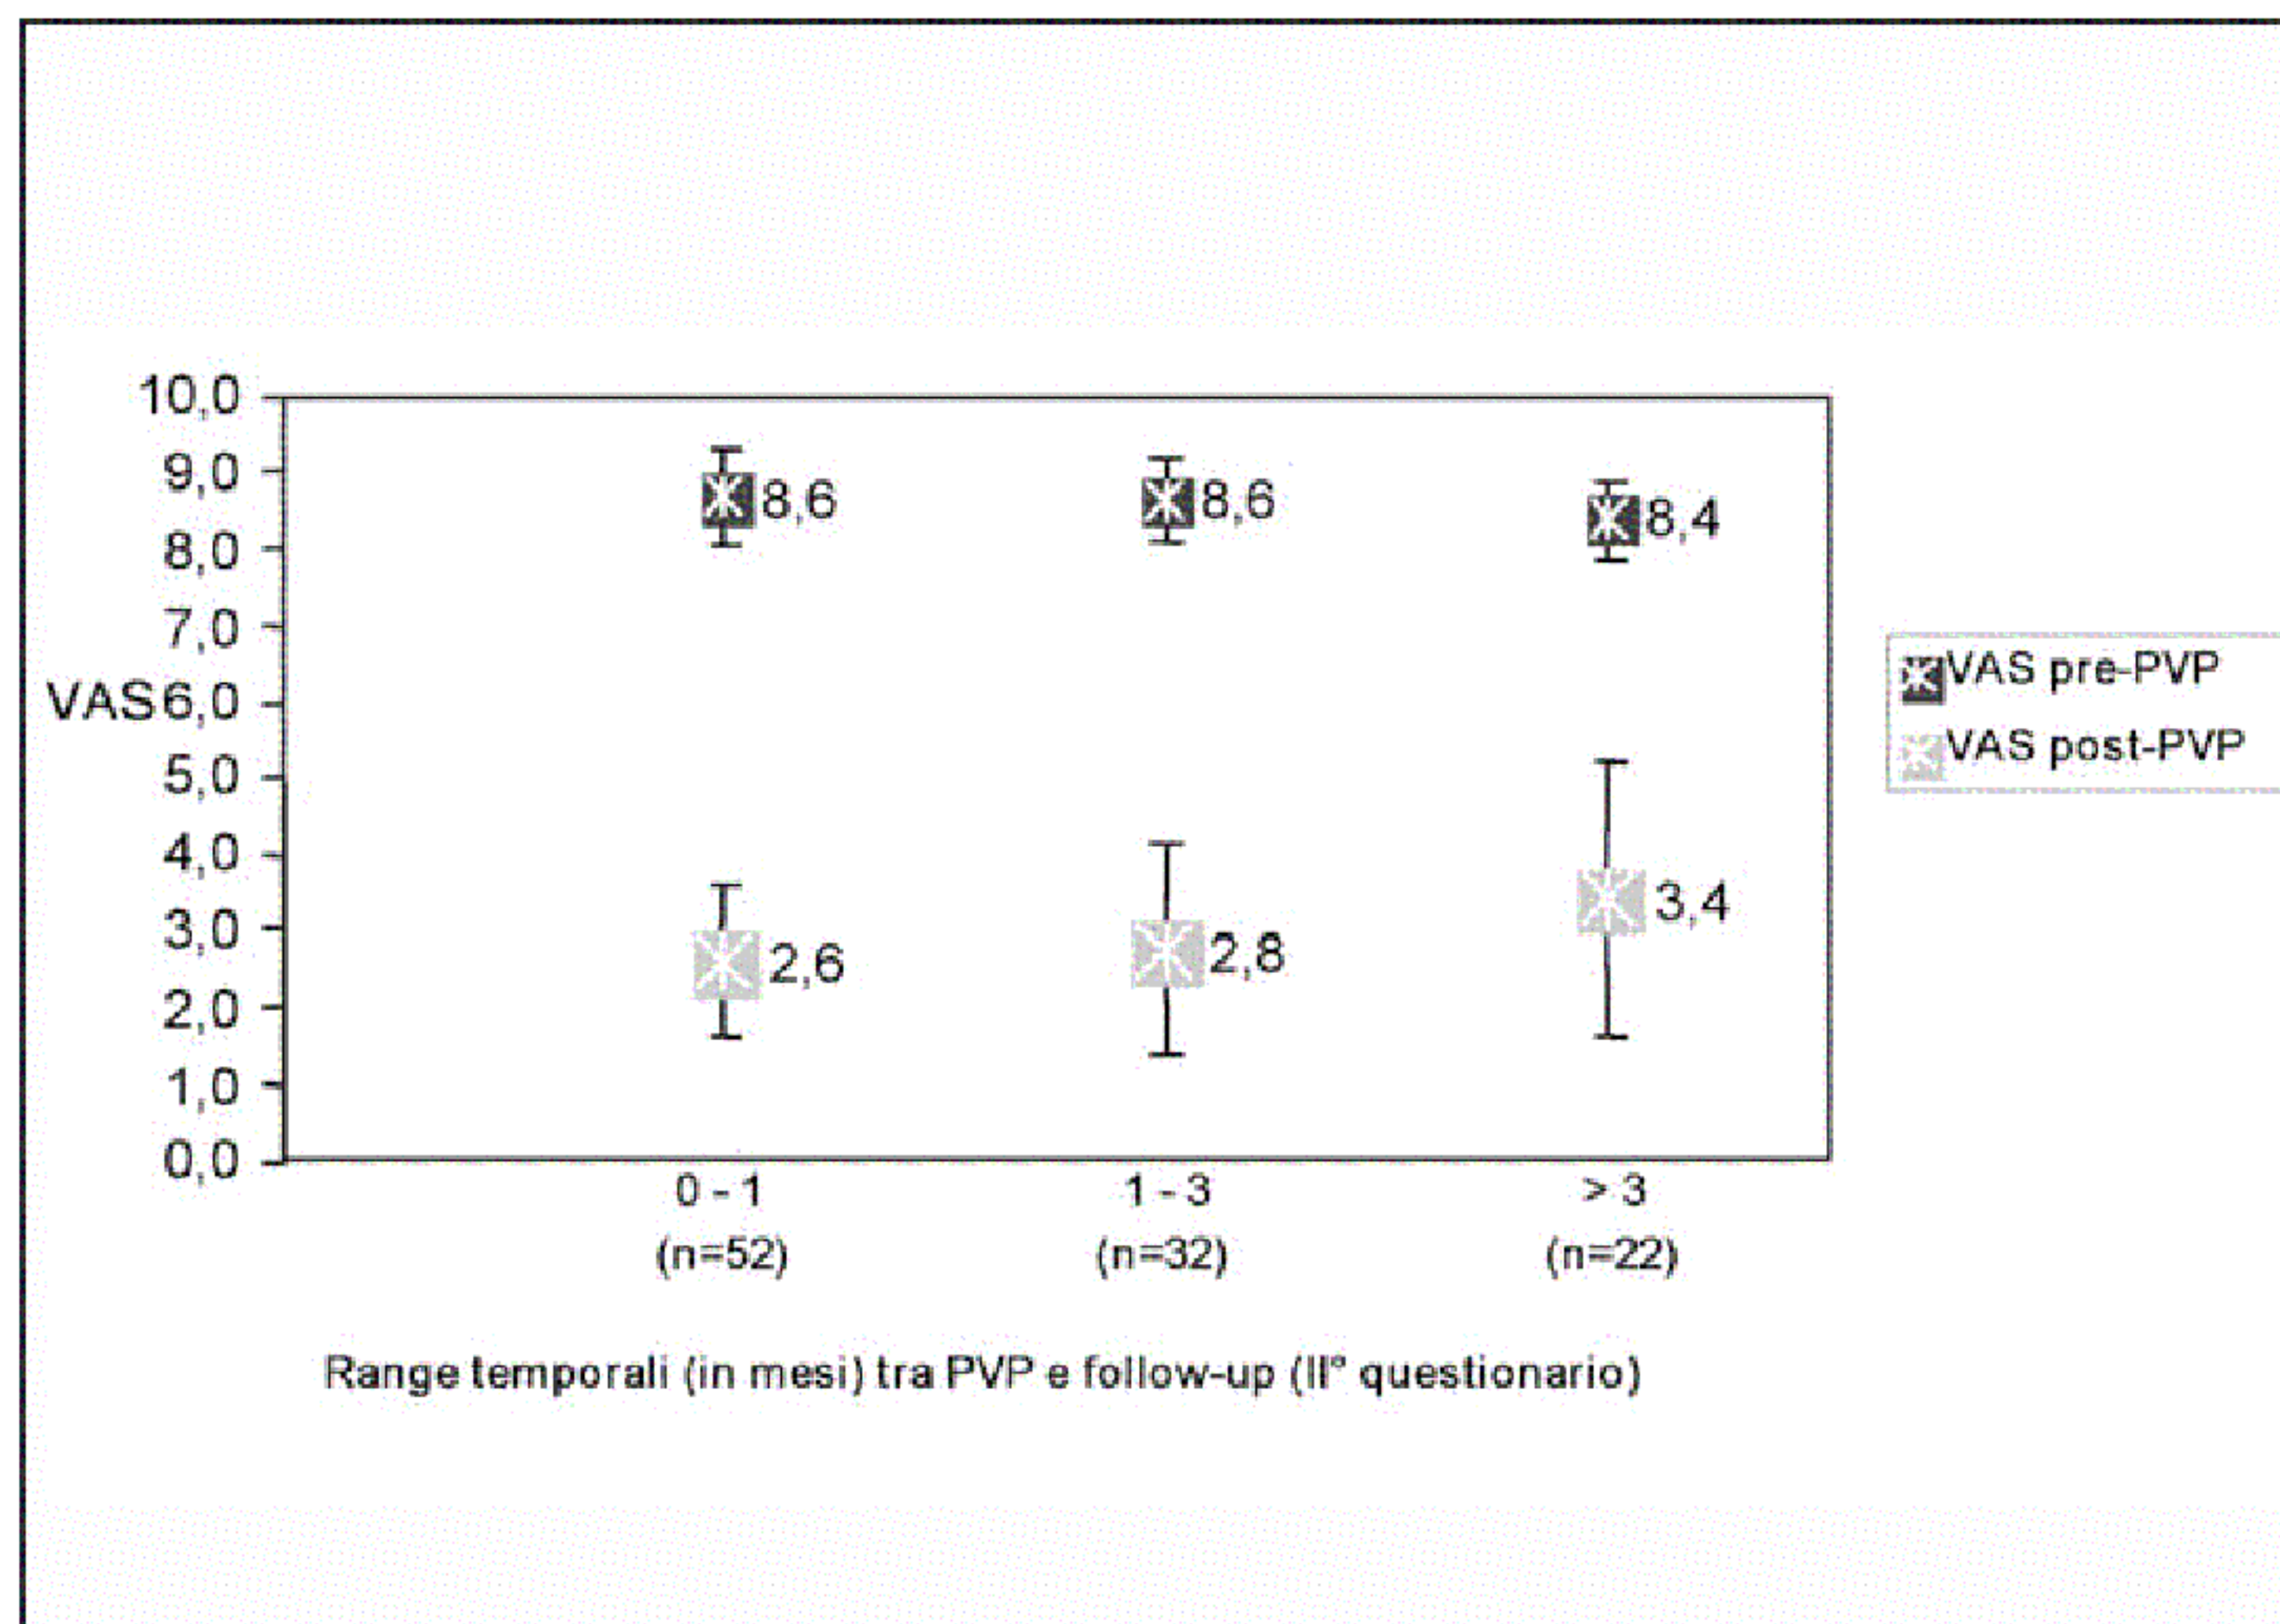 10,0
9,0
8,6
8,6
8,4
8,0
7,0
VAS pre-PVP
VAS 6,0
VAS post-PVP
5,0
4,0
3,0
3,4
2,6
2,8
2,0
1,0
0,0
0 - 1
1 - 3
> 3
(n=52)
(n=32)
(n=22)
Range temporali (in mesi) tra PVP e follow-up (II° questionario)